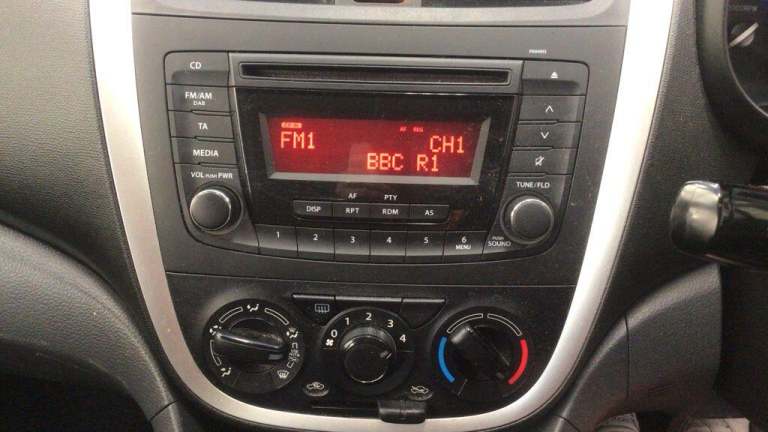 CD
FM/AM
DAB
TA
MEDIA
VOL PUSH PWR
FM1
AF REG
CH1
BBC R1
AF PTY
DISP RPT RDM AS
1 2 3 4 5 6
MENU
TUNE/FLD
PUSH
SOUND
0 1 2 3 4